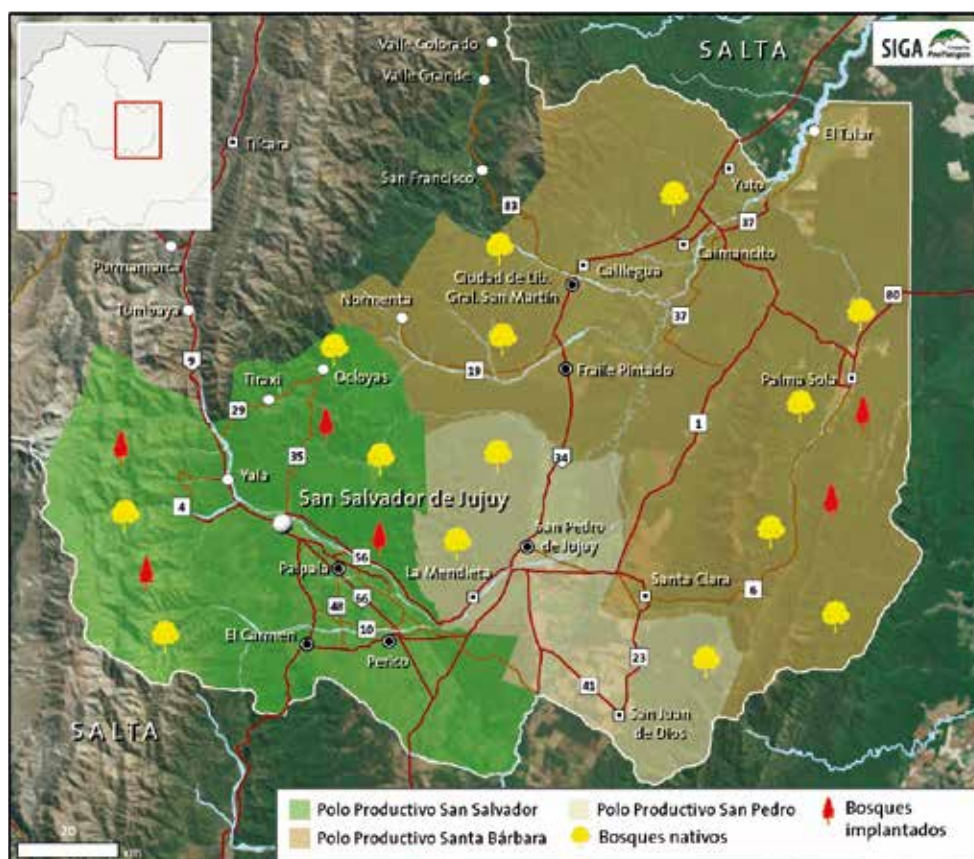 Valle Colorado
SALTA
SIGA
Valle Grande
El Talar
Tilcara
San Francisco
Yuto
83
37
Purmamarca
Caimancito
Calilegua
Ciudad de Lib.
Gral. San Martín
80
Tumbaya
Normenta
37
9
19
Fraile Pintado
Palma Sola
Tiraxi
Ocloyas
29
1
35
34
Yala
4
San Salvador de Jujuy
San Pedro
de Jujuy
56
Palpala
La Mendieta
Santa Clara
6
48
66
10
El Carmen
Perico
23
41
San Juan
de Dios
SALTA
Polo Productivo San Salvador
Polo Productivo San Pedro
Bosques
implantados
Polo Productivo Santa Bárbara
Bosques nativos
20
km